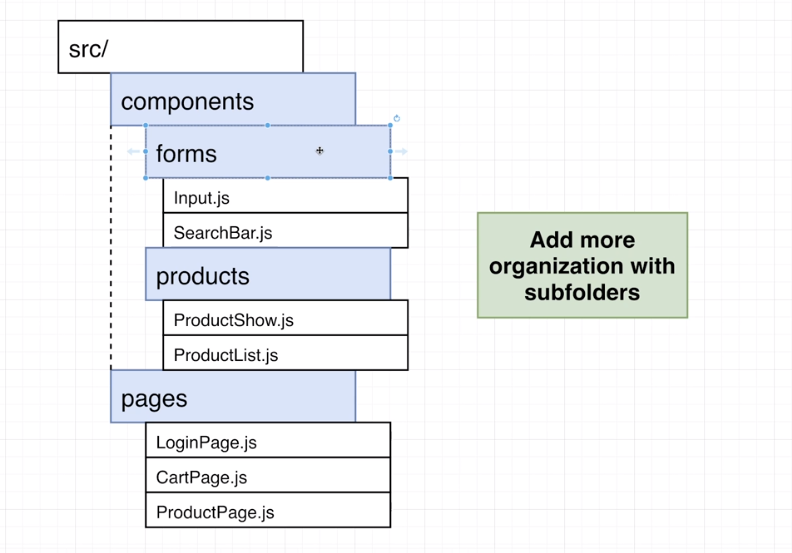 src/
components
forms
Input.js
SearchBar.js
products
ProductShow.js
ProductList.js
pages
LoginPage.js
CartPage.js
ProductPage.js
Add more
organization with
subfolders